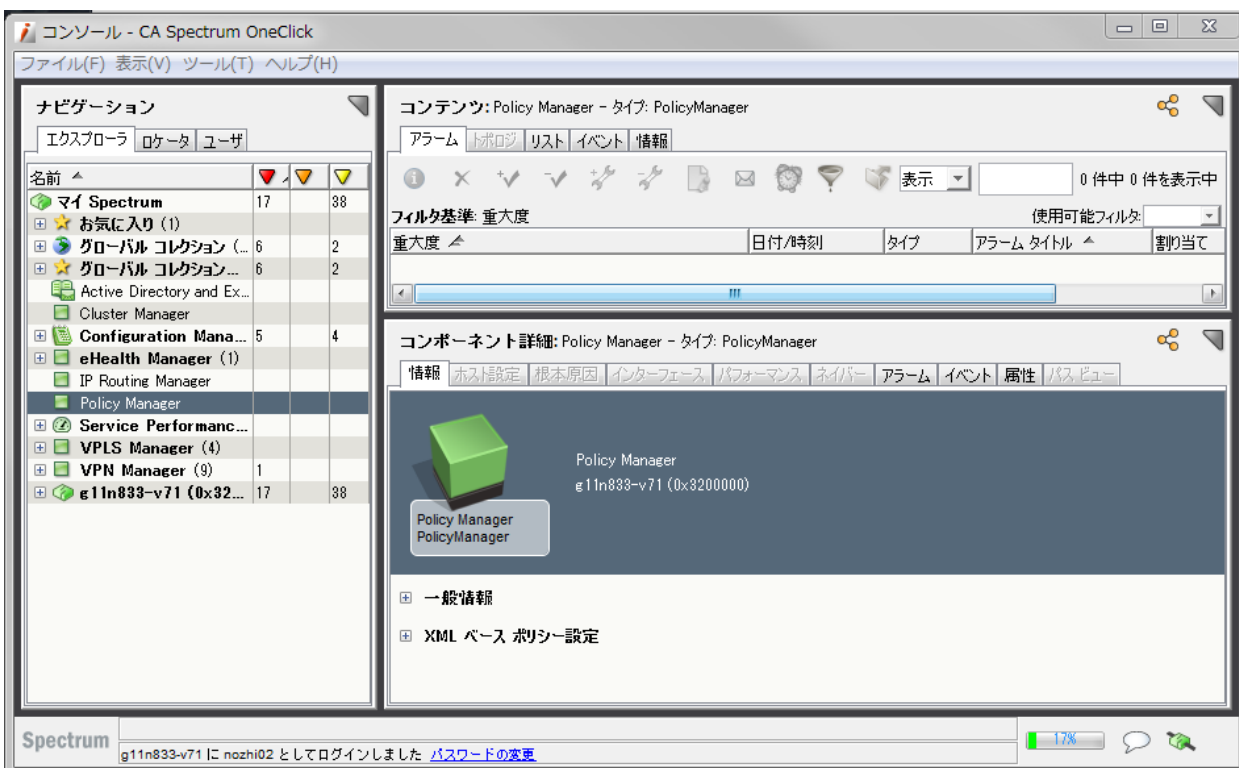 コンソール - CA Spectrum OneClick
ファイル(F) 表示(V) ツール(T) ヘルプ(H)
ナビゲーション
エクスプローラ ロケータ ユーザ
名前
マイ Spectrum 17 38
お気に入り (1)
グローバル コレクション (... 6 2
グローバル コレクション... 6 2
Active Directory and Ex...
Cluster Manager
Configuration Mana... 5 4
eHealth Manager (1)
IP Routing Manager
Policy Manager
Service Performanc...
VPLS Manager (4)
VPN Manager (9) 1
g11n833-v71 (0x32... 17 38
コンテンツ: Policy Manager - タイプ: PolicyManager
アラーム トポロジ リスト イベント 情報
表示 0 件中 0 件を表示中
フィルタ基準: 重大度 使用可能フィルタ:
重大度 日付/時刻 タイプ アラーム タイトル 割り当て
コンポーネント詳細: Policy Manager - タイプ: PolicyManager
情報 ホスト設定 根本原因 インターフェース パフォーマンス ネイバー アラーム イベント 属性 パス ビュー
Policy Manager
g11n833-v71 (0x3200000)
Policy Manager
PolicyManager
一般情報
XML ベース ポリシー設定
Spectrum
g11n833-v71 に nozhi02 としてログインしました パスワードの変更
17%